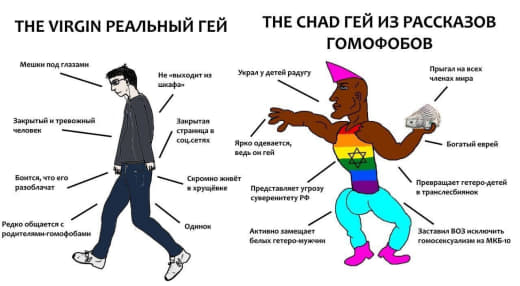 THE VIRGIN РЕАЛЬНЫЙ ГЕЙ
Мешки под глазами
Не «выходит из
шкафа»
Закрытый и тревожный
человек
Закрытая
страница в
соц.сетях
Боится, что его
разоблачат
Скромно живёт
в хрущёвке
Редко общается с
родителями-гомофобами
Одинок
THE CHAD ГЕЙ ИЗ РАССКАЗОВ
ГОМОФОБОВ
Украл у детей радугу
Прыгал на всех
членах мира
Ярко одевается,
ведь он гей
Богатый еврей
Представляет угрозу
суверенитету РФ
Превращает гетеро-детей
в транслесбиянок
Активно замещает
белых гетеро-мужчин
Заставил ВОЗ исключить
гомосексуализм из МКБ-10